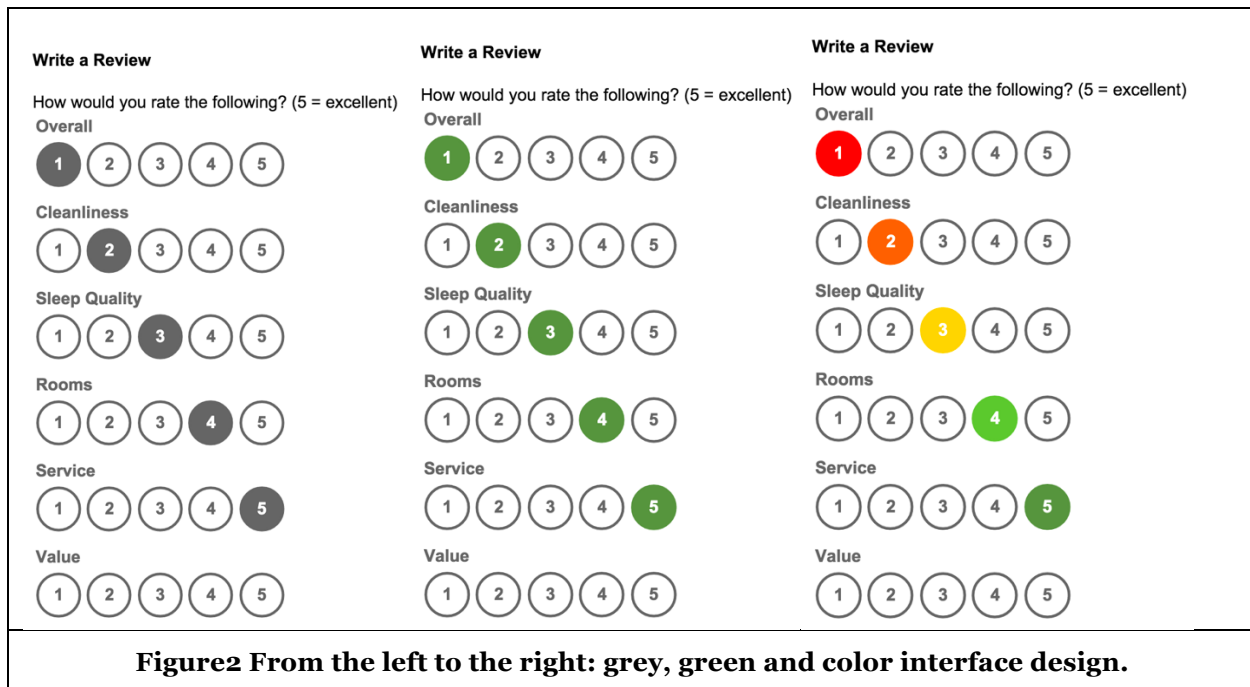 Write a Review
How would you rate the following? (5 = excellent)
Overall
1 2 3 4 5
Cleanliness
1 2 3 4 5
Sleep Quality
1 2 3 4 5
Rooms
1 2 3 4 5
Service
1 2 3 4 5
Value
1 2 3 4 5
Write a Review
How would you rate the following? (5 = excellent)
Overall
1 2 3 4 5
Cleanliness
1 2 3 4 5
Sleep Quality
1 2 3 4 5
Rooms
1 2 3 4 5
Service
1 2 3 4 5
Value
1 2 3 4 5
Write a Review
How would you rate the following? (5 = excellent)
Overall
1 2 3 4 5
Cleanliness
1 2 3 4 5
Sleep Quality
1 2 3 4 5
Rooms
1 2 3 4 5
Service
1 2 3 4 5
Value
1 2 3 4 5
Figure2 From the left to the right: grey, green and color interface design.